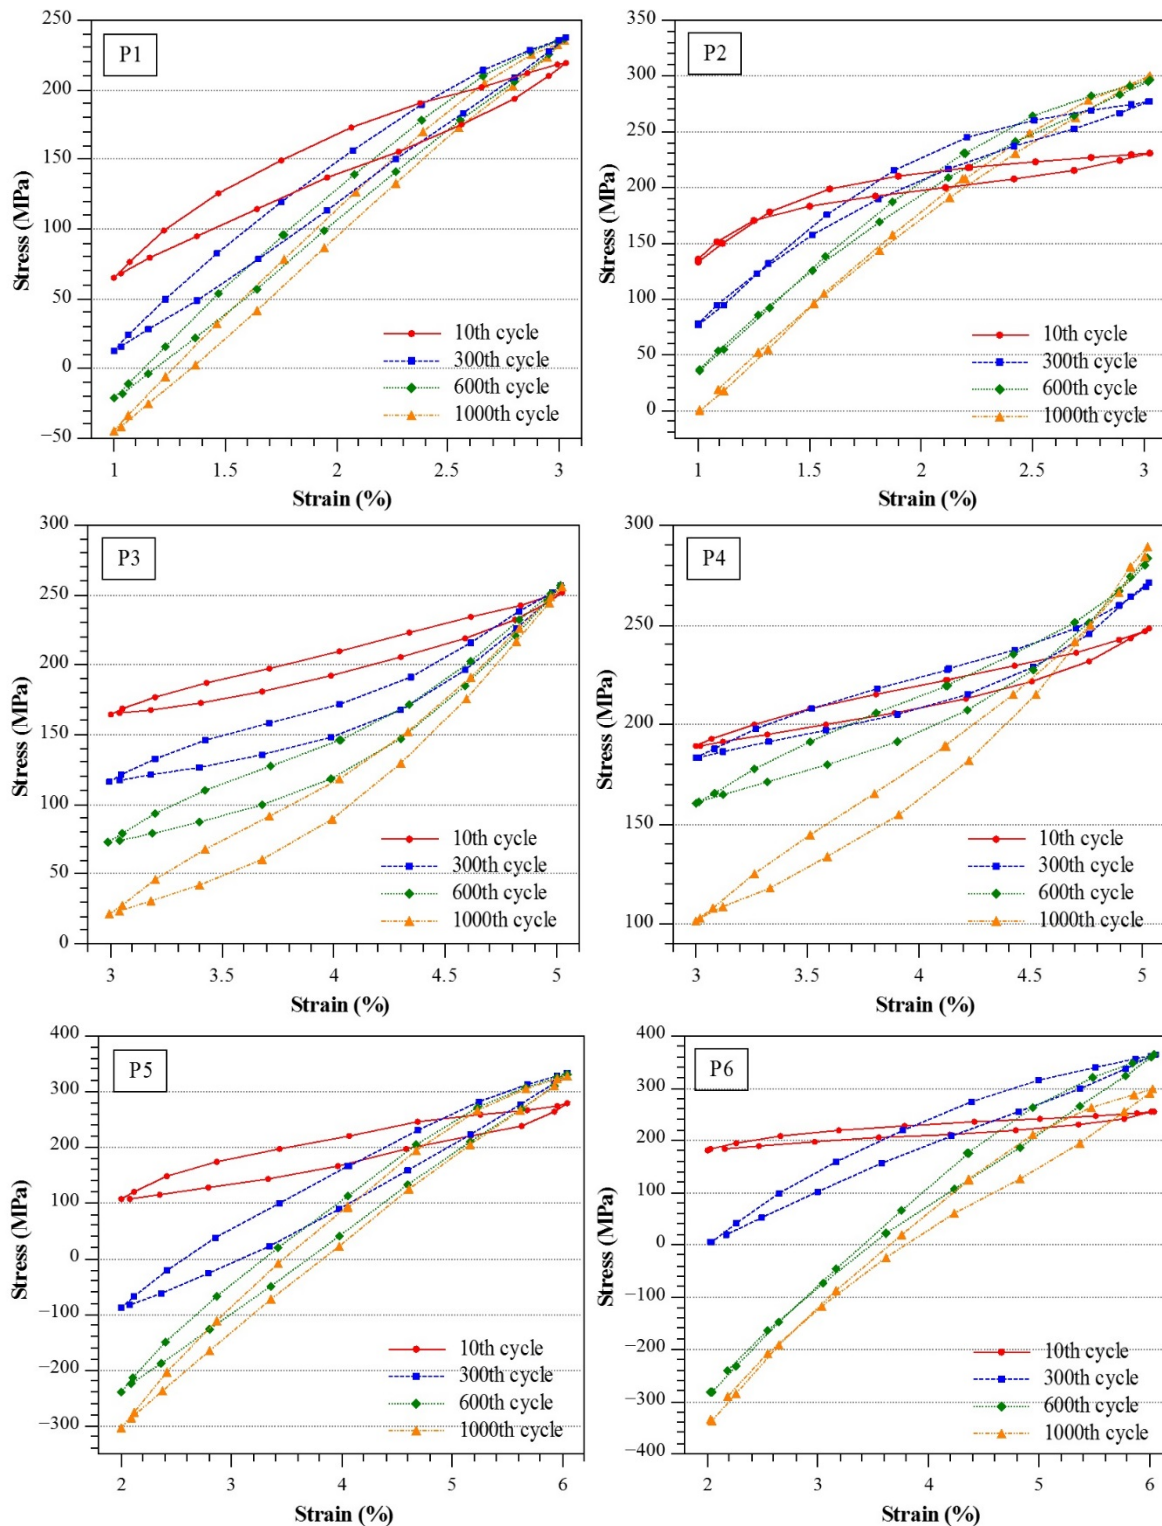 P1
Stress (MPa)
250
200
150
100
50
0
−50
10th cycle
300th cycle
600th cycle
1000th cycle
1
1.5
2
2.5
3
Strain (%)
P2
Stress (MPa)
350
300
250
200
150
100
50
0
10th cycle
300th cycle
600th cycle
1000th cycle
1
1.5
2
2.5
3
Strain (%)
P3
Stress (MPa)
300
250
200
150
100
50
0
10th cycle
300th cycle
600th cycle
1000th cycle
3
3.5
4
4.5
5
Strain (%)
P4
Stress (MPa)
300
250
200
150
100
10th cycle
300th cycle
600th cycle
1000th cycle
3
3.5
4
4.5
5
Strain (%)
P5
Stress (MPa)
400
300
200
100
0
−100
−200
−300
10th cycle
300th cycle
600th cycle
1000th cycle
2
3
4
5
6
Strain (%)
P6
Stress (MPa)
400
300
200
100
0
−100
−200
−300
−400
10th cycle
300th cycle
600th cycle
1000th cycle
2
3
4
5
6
Strain (%)